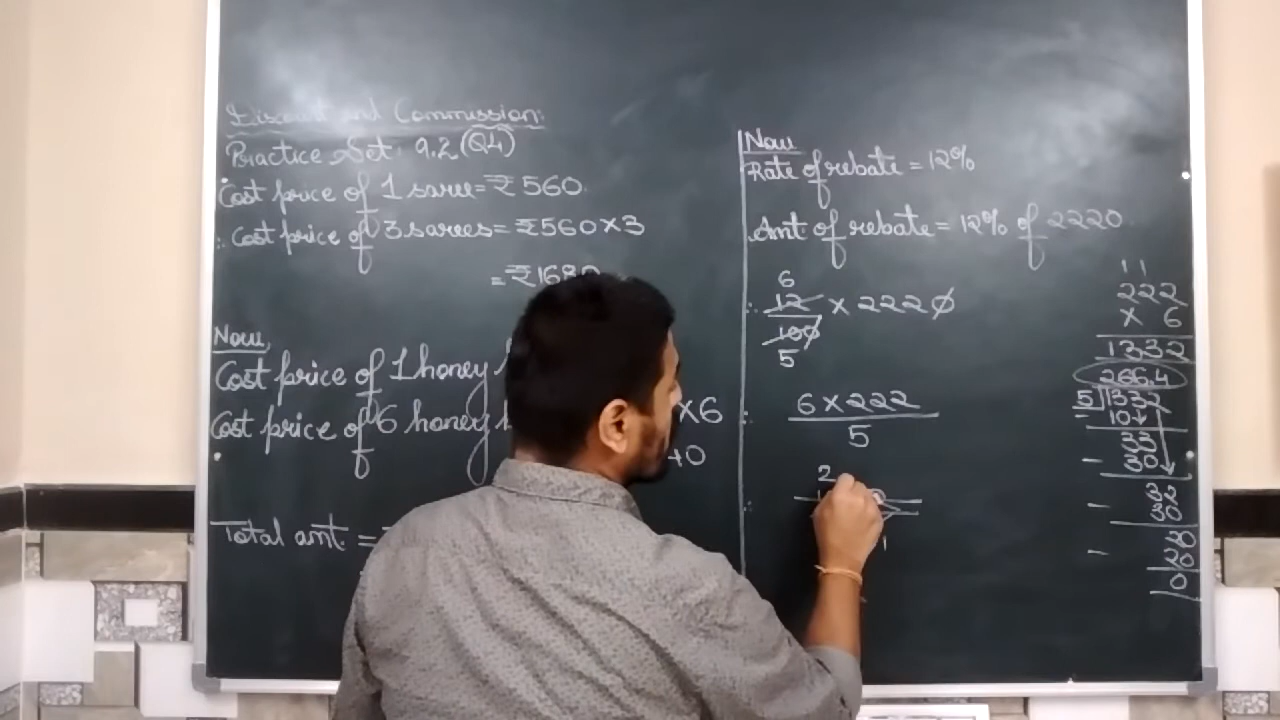 Discount and Commission:
Practice Set: 9.2 (Q4)
Cost price of 1 saree = ₹560
∴ Cost price of 3 sarees = ₹560 × 3
= ₹1680
Now,
Cost price of 1 honey
Cost price of 6 honey × 6
40
Total amt =
Now
Rate of rebate = 12%
Amt of rebate = 12% of 2220
6
∴ 12 × 2220
100
5
∴ 6 × 222
5
2
∴
1
1 1
222
× 6
1332
266.4
5 1332
- 10
33
- 30
32
- 30
20
- 20
0